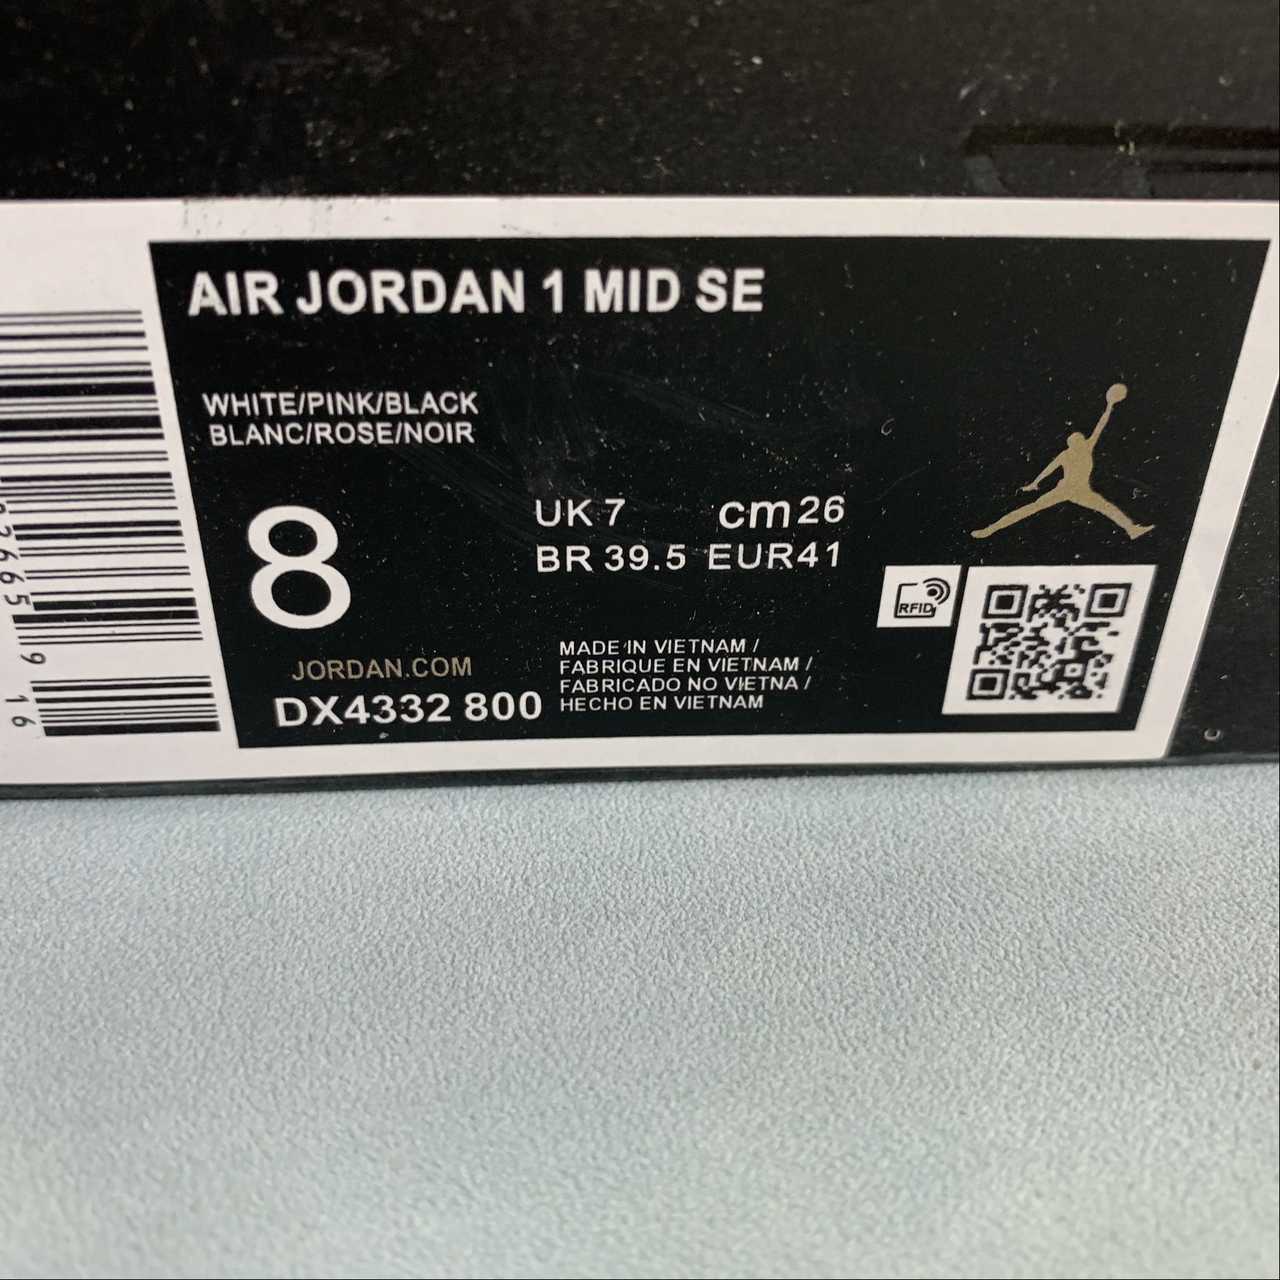 AIR JORDAN 1 MID SE
WHITE/PINK/BLACK
BLANC/ROSE/NOIR
8
UK 7 cm 26
BR 39.5 EUR 41
RFID
JORDAN.COM
DX4332 800
MADE IN VIETNAM /
FABRIQUE EN VIETNAM /
FABRICADO NO VIETNA /
HECHO EN VIETNAM